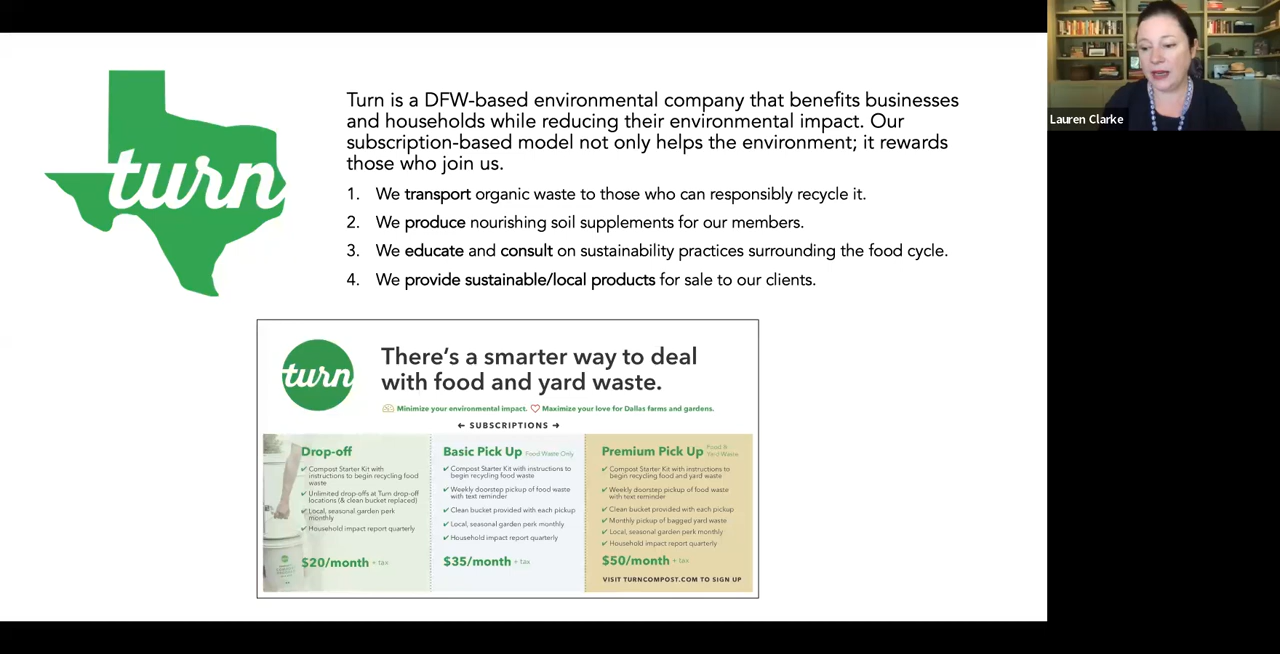 turn
Turn is a DFW-based environmental company that benefits businesses
and households while reducing their environmental impact. Our
subscription-based model not only helps the environment; it rewards
those who join us.
1. We transport organic waste to those who can responsibly recycle it.
2. We produce nourishing soil supplements for our members.
3. We educate and consult on sustainability practices surrounding the food cycle.
4. We provide sustainable/local products for sale to our clients.
turn
There's a smarter way to deal
with food and yard waste.
Minimize your environmental impact. Maximize your love for Dallas farms and gardens.
← SUBSCRIPTIONS →
Drop-off
✔ Compost Starter Kit with
instructions to begin recycling food
waste
✔ Unlimited drop-offs at Turn drop-off
locations (& clean bucket replaced)
✔ Local, seasonal garden perk
monthly
✔ Household impact report quarterly
$20/month + tax
Basic Pick Up Food Waste Only
✔ Compost Starter Kit with instructions to
begin recycling food waste
✔ Weekly doorstep pickup of food waste
with text reminder
✔ Clean bucket provided with each pickup
✔ Local, seasonal garden perk monthly
✔ Household impact report quarterly
$35/month + tax
Premium Pick Up Food &
Yard Waste
✔ Compost Starter Kit with instructions to
begin recycling food and yard waste
✔ Weekly doorstep pickup of food waste
with text reminder
✔ Clean bucket provided with each pickup
✔ Monthly pickup of bagged yard waste
✔ Local, seasonal garden perk monthly
✔ Household impact report quarterly
$50/month + tax
VISIT TURNCOMPOST.COM TO SIGN UP
Lauren Clarke